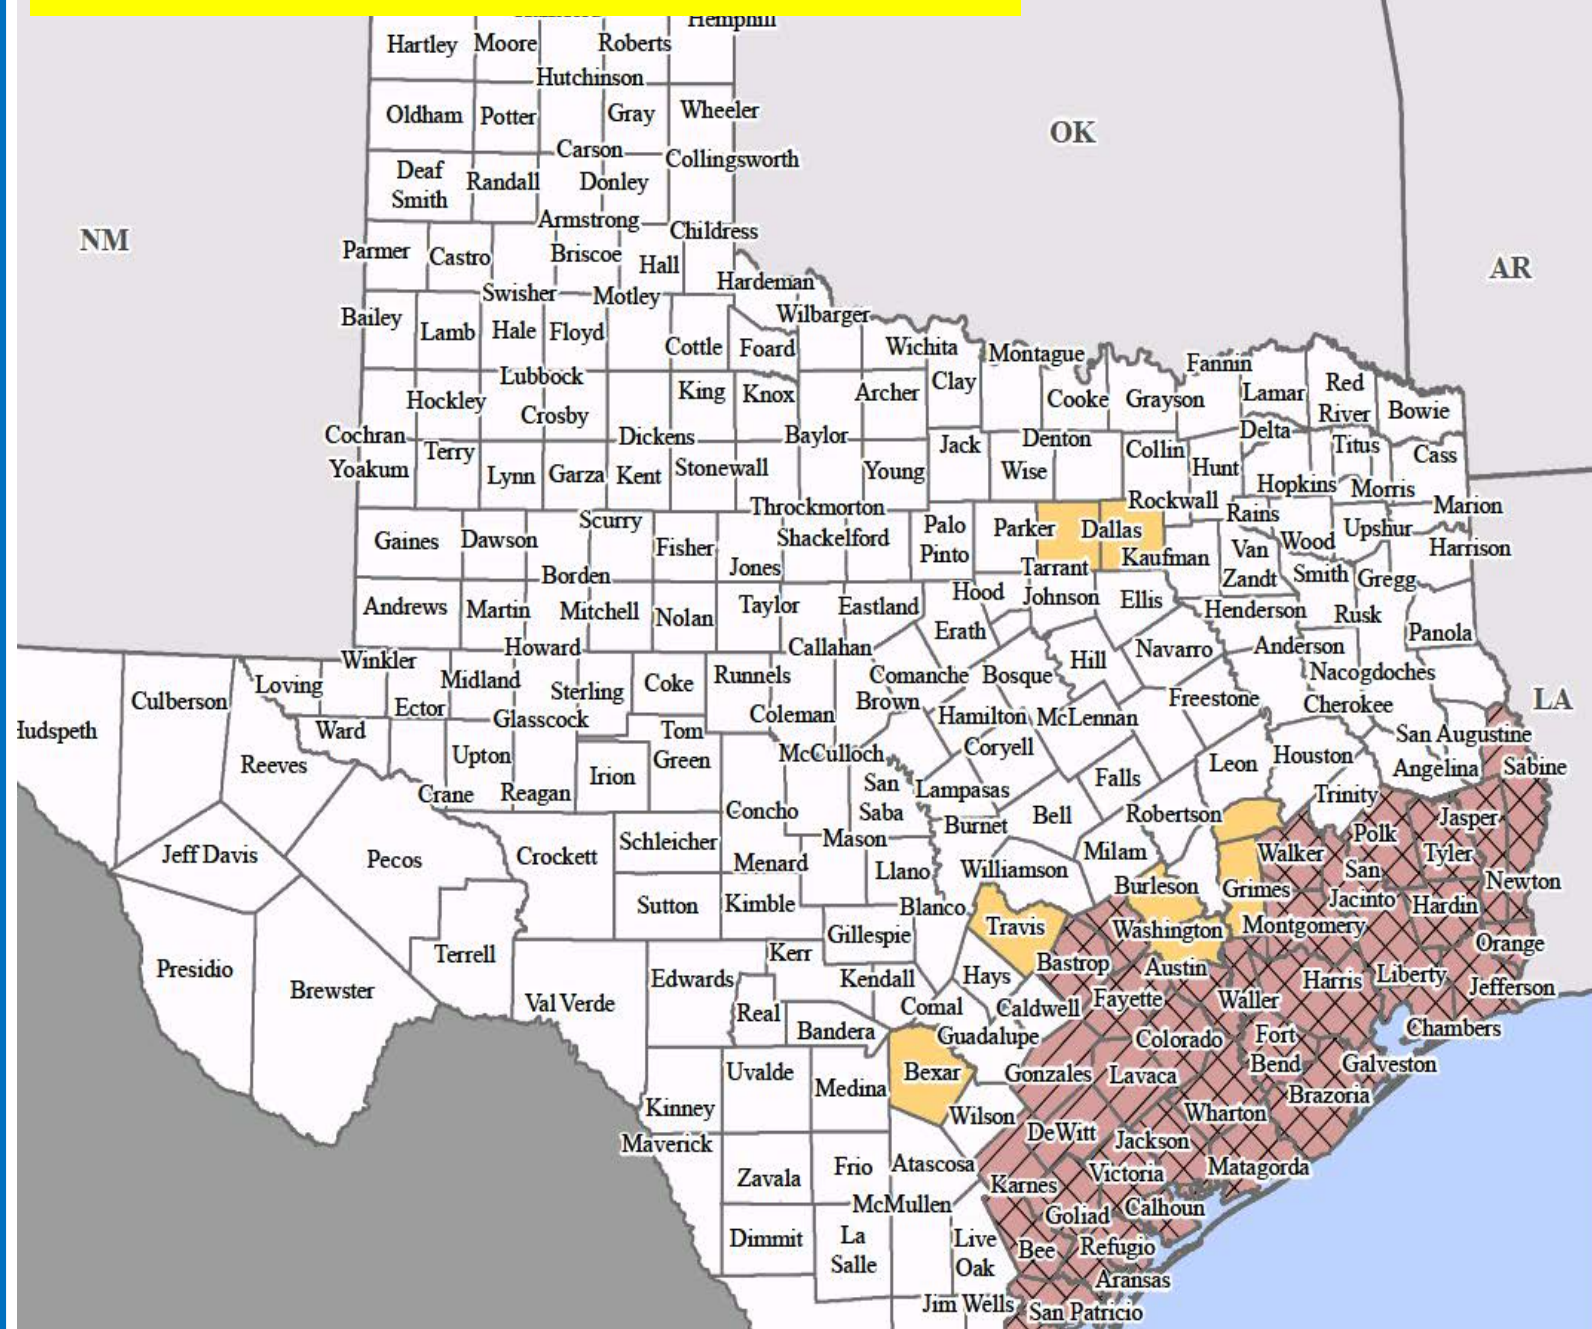 Hemphill
Hartley
Moore
Roberts
Hutchinson
Oldham
Potter
Gray
Wheeler
OK
Carson
Collingsworth
Deaf
Smith
Randall
Donley
Armstrong
Childress
NM
Parmer
Castro
Briscoe
Hall
AR
Hardeman
Swisher
Motley
Bailey
Lamb
Hale
Floyd
Wilbarger
Cottle
Foard
Wichita
Montague
Fannin
Lubbock
Hockley
Crosby
King
Knox
Archer
Clay
Cooke
Grayson
Lamar
Red
River
Bowie
Cochran
Dickens
Baylor
Jack
Denton
Collin
Delta
Titus
Cass
Yoakum
Terry
Lynn
Garza
Kent
Stonewall
Young
Wise
Hunt
Hopkins
Morris
Throckmorton
Rockwall
Marion
Gaines
Dawson
Scurry
Fisher
Jones
Shackelford
Palo
Pinto
Parker
Dallas
Kaufman
Rains
Van
Zandt
Wood
Upshur
Harrison
Borden
Tarrant
Smith
Gregg
Andrews
Martin
Mitchell
Nolan
Taylor
Eastland
Hood
Johnson
Ellis
Henderson
Rusk
Panola
Howard
Callahan
Erath
Navarro
Anderson
Winkler
Loving
Midland
Sterling
Coke
Runnels
Comanche
Bosque
Hill
Nacogdoches
Culberson
Ector
Glasscock
Coleman
Brown
Hamilton
McLennan
Freestone
Cherokee
LA
Hudspeth
Ward
Tom
Green
McCulloch
Coryell
San Augustine
Reeves
Upton
Irion
San
Saba
Lampasas
Falls
Leon
Houston
Angelina
Sabine
Crane
Reagan
Concho
Burnet
Bell
Robertson
Trinity
Jasper
Jeff Davis
Pecos
Crockett
Schleicher
Menard
Mason
Llano
Williamson
Milam
Walker
Polk
Tyler
Newton
Sutton
Kimble
Blanco
Burleson
Grimes
San
Jacinto
Hardin
Travis
Washington
Montgomery
Orange
Presidio
Brewster
Terrell
Gillespie
Kerr
Kendall
Hays
Bastrop
Austin
Harris
Liberty
Jefferson
Val Verde
Edwards
Real
Bandera
Comal
Caldwell
Fayette
Waller
Chambers
Guadalupe
Colorado
Fort
Bend
Galveston
Uvalde
Medina
Bexar
Gonzales
Lavaca
Brazoria
Kinney
Wilson
Wharton
Maverick
DeWitt
Jackson
Zavala
Frio
Atascosa
Karnes
Victoria
Matagorda
McMullen
Goliad
Calhoun
Dimmit
La
Salle
Live
Oak
Bee
Refugio
Aransas
Jim Wells
San Patricio